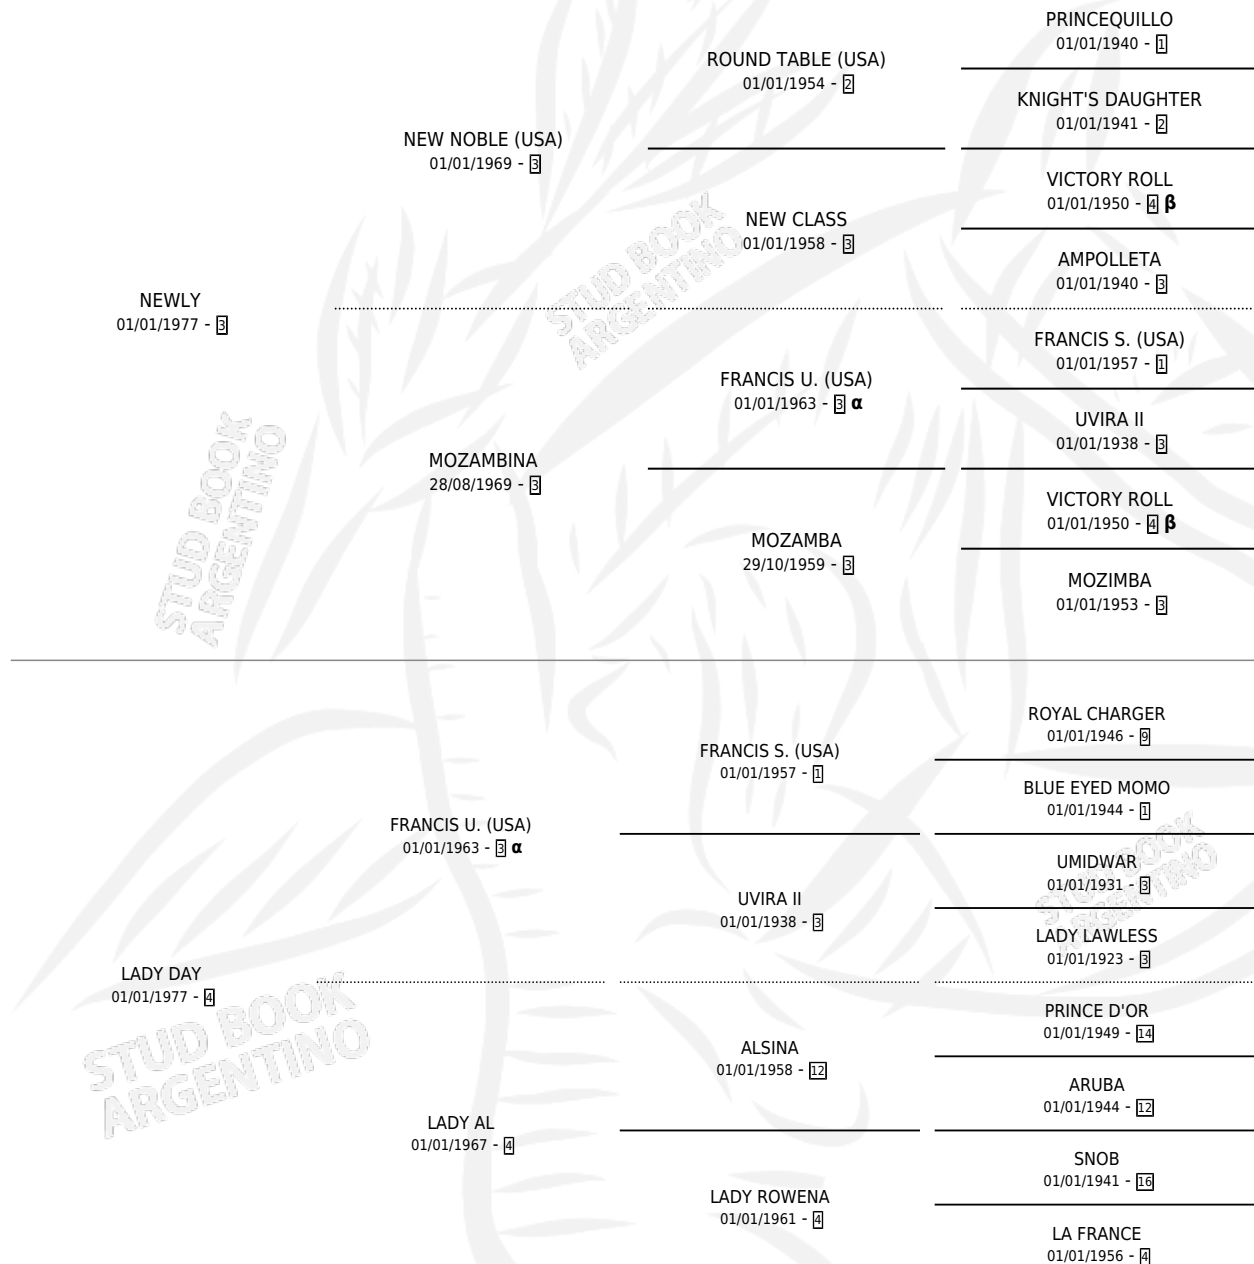 PRINCEQUILLO
01/01/1940 - 1
ROUND TABLE (USA)
01/01/1954 - 2
KNIGHT'S DAUGHTER
01/01/1941 - 2
NEW NOBLE (USA)
01/01/1969 - 3
VICTORY ROLL
01/01/1950 - 4 β
NEW CLASS
01/01/1958 - 3
AMPOLLETA
01/01/1940 - 3
NEWLY
01/01/1977 - 3
FRANCIS S. (USA)
01/01/1957 - 1
FRANCIS U. (USA)
01/01/1963 - 3 α
UVIRA II
01/01/1938 - 3
MOZAMBINA
28/08/1969 - 3
VICTORY ROLL
01/01/1950 - 4 β
MOZAMBA
29/10/1959 - 3
MOZIMBA
01/01/1953 - 3
ROYAL CHARGER
01/01/1946 - 9
FRANCIS S. (USA)
01/01/1957 - 1
BLUE EYED MOMO
01/01/1944 - 1
FRANCIS U. (USA)
01/01/1963 - 3 α
UMIDWAR
01/01/1931 - 3
UVIRA II
01/01/1938 - 3
LADY LAWLESS
01/01/1923 - 3
LADY DAY
01/01/1977 - 4
PRINCE D'OR
01/01/1949 - 14
ALSINA
01/01/1958 - 12
ARUBA
01/01/1944 - 12
LADY AL
01/01/1967 - 4
SNOB
01/01/1941 - 16
LADY ROWENA
01/01/1961 - 4
LA FRANCE
01/01/1956 - 4
STUD BOOK
ARGENTINO
STUD BOOK
ARGENTINO
STUD BOOK
ARGENTINO
STUD BOOK
ARGENTINO